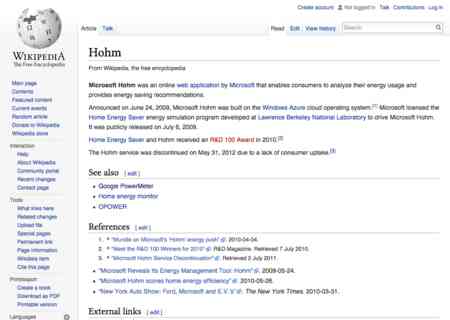 Create account Not logged in Talk Contributions Log in
Article Talk Read Edit View history Search
WIKIPEDIA
The Free Encyclopedia
Main page
Contents
Featured content
Current events
Random article
Donate to Wikipedia
Wikipedia store
Interaction
Help
About Wikipedia
Community portal
Recent changes
Contact page
Tools
What links here
Related changes
Upload file
Special pages
Permanent link
Page information
Wikidata item
Cite this page
Print/export
Create a book
Download as PDF
Printable version
Languages
Hohm
From Wikipedia, the free encyclopedia
Microsoft Hohm was an online web application by Microsoft that enables consumers to analyze their energy usage and
provides energy saving recommendations.
Announced on June 24, 2009, Microsoft Hohm was built on the Windows Azure cloud operating system.[1] Microsoft licensed the
Home Energy Saver energy simulation program developed at Lawrence Berkeley National Laboratory to drive Microsoft Hohm.
It was publicly released on July 6, 2009.
Home Energy Saver and Hohm received an R&D 100 Award in 2010.[2]
The Hohm service was discontinued on May 31, 2012 due to a lack of consumer uptake.[3]
See also [ edit ]
• Google PowerMeter
• Home energy monitor
• OPOWER
References [ edit ]
1. ^ "Mundie on Microsoft's 'Hohm' energy push". 2010-04-04.
2. ^ "Meet the R&D 100 Winners for 2010". R&D Magazine. Retrieved 7 July 2010.
3. ^ "Microsoft Hohm Service Discontinuation". Retrieved 2 July 2011.
• "Microsoft Reveals Its Energy Management Tool: Hohm". 2009-05-24.
• "Microsoft Hohm scores home energy efficiency". 2010-05-28.
• "New York Auto Show: Ford, Microsoft and E.V.'s". The New York Times. 2010-03-31.
External links [ edit ]